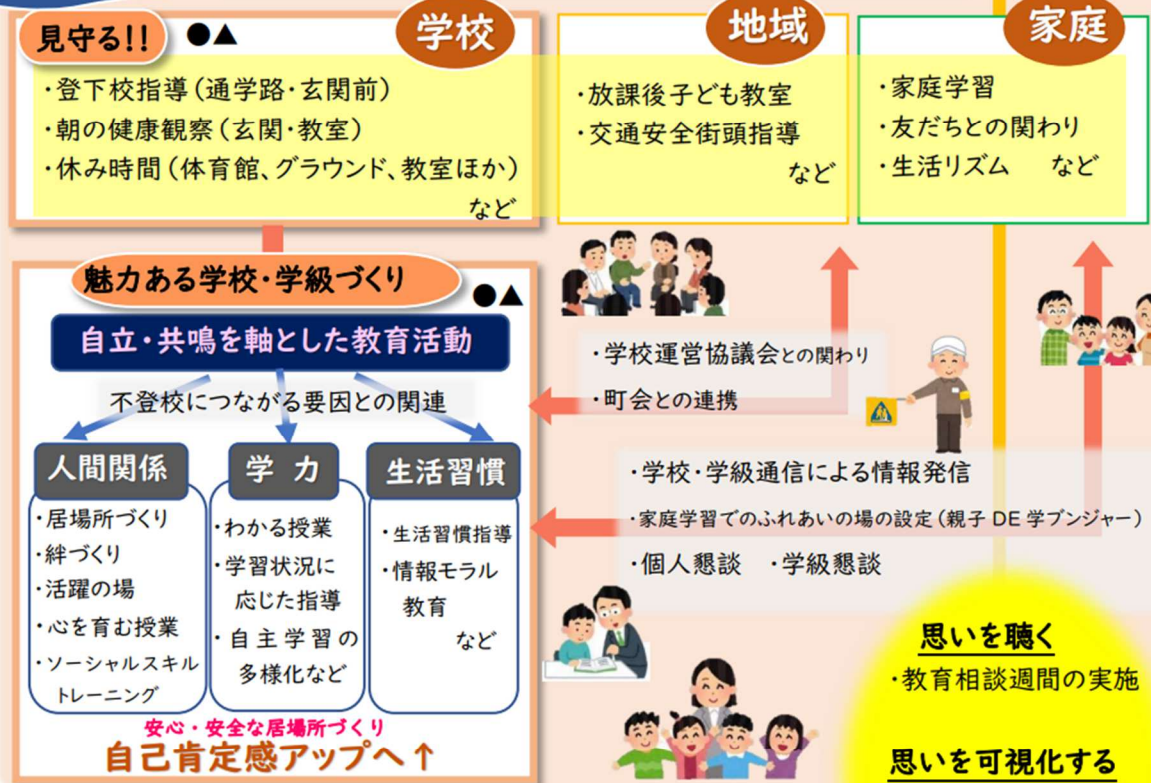 見守る!! ●▲
学校
・登下校指導(通学路・玄関前)
・朝の健康観察(玄関・教室)
・休み時間(体育館、グラウンド、教室ほか)
など
地域
・放課後子ども教室
・交通安全街頭指導
など
家庭
・家庭学習
・友だちとの関わり
・生活リズム など
魅力ある学校・学級づくり
●▲
自立・共鳴を軸とした教育活動
不登校につながる要因との関連
人間関係
・居場所づくり
・絆づくり
・活躍の場
・心を育む授業
・ソーシャルスキル
トレーニング
学 力
・わかる授業
・学習状況に
応じた指導
・自主学習の
多様化など
生活習慣
・生活習慣指導
・情報モラル
教育
など
安心・安全な居場所づくり
自己肯定感アップへ↑
・学校運営協議会との関わり
・町会との連携
・学校・学級通信による情報発信
・家庭学習でのふれあいの場の設定(親子 DE 学ブンジャー)
・個人懇談 ・学級懇談
思いを聴く
・教育相談週間の実施
思いを可視化する